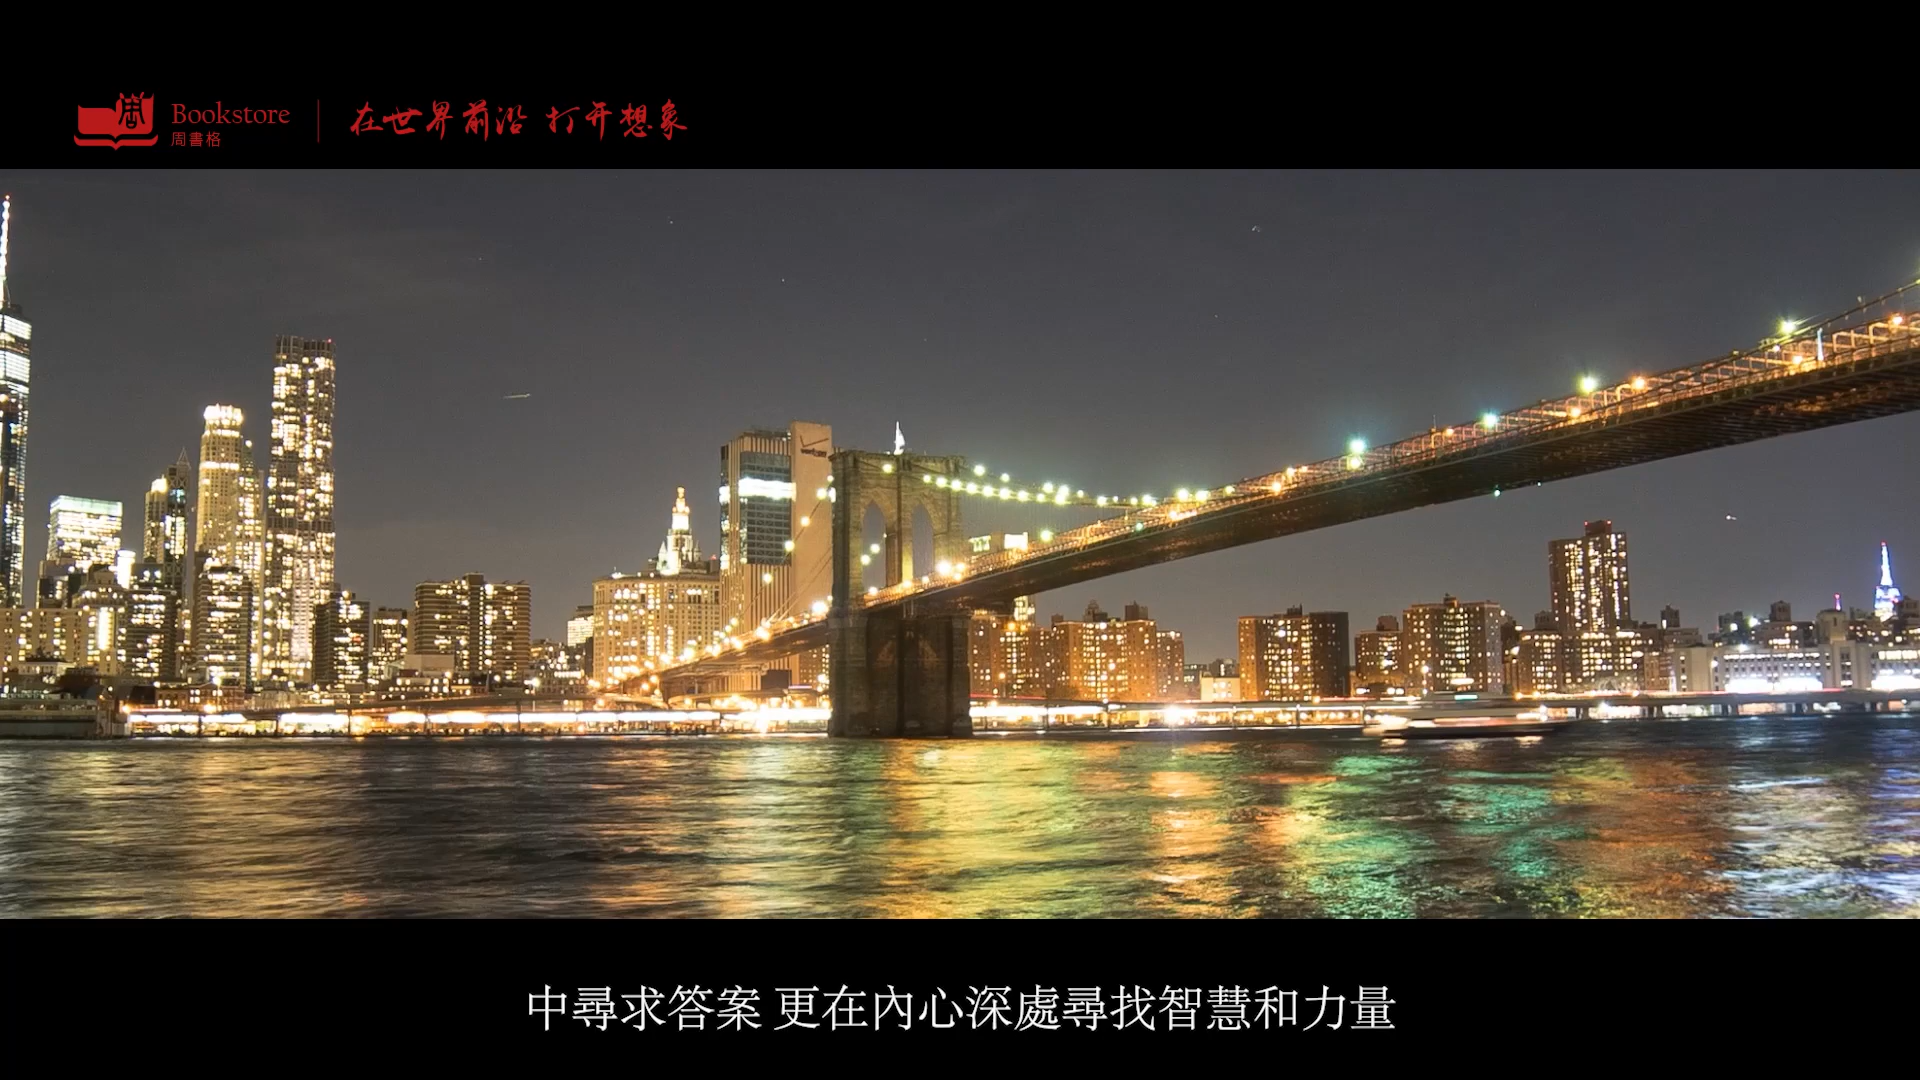 Bookstore
周書格
在世界前沿 打开想象
verizon
中尋求答案 更在內心深處尋找智慧和力量